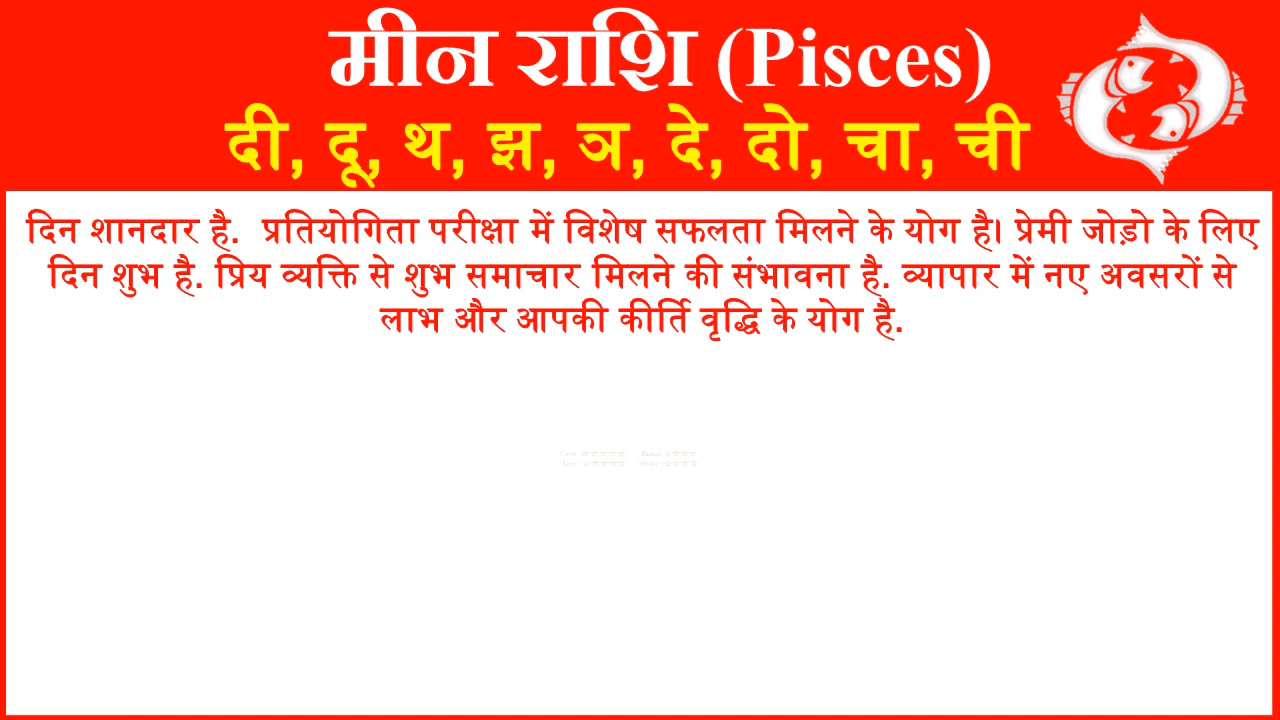 मीन राशि (Pisces)
दी, दू, थ, झ, ञ, दे, दो, चा, ची
दिन शानदार है. प्रतियोगिता परीक्षा में विशेष सफलता मिलने के योग है। प्रेमी जोड़ो के लिए
दिन शुभ है. प्रिय व्यक्ति से शुभ समाचार मिलने की संभावना है. व्यापार में नए अवसरों से
लाभ और आपकी कीर्ति वृद्धि के योग है.